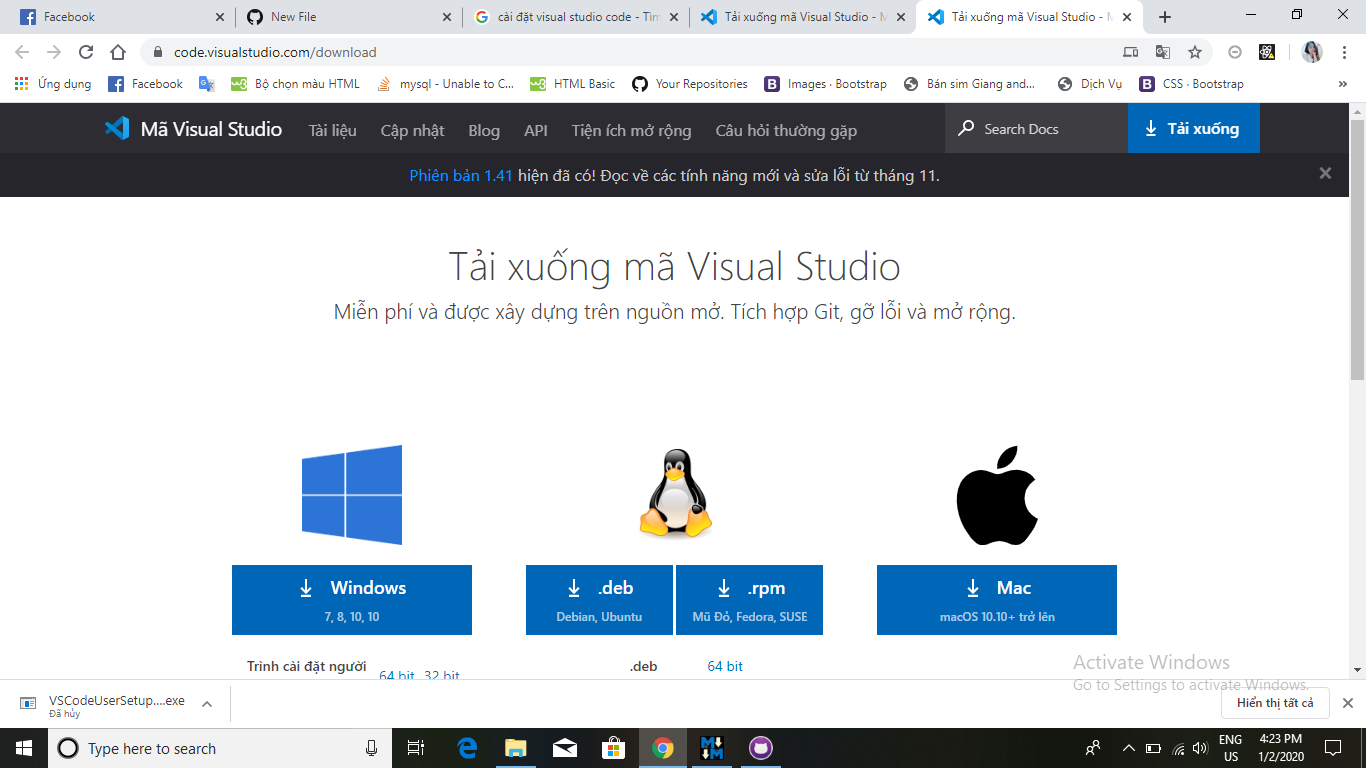 Facebook
New File
cài đặt visual studio code - Tìm
Tải xuống mã Visual Studio - M
Tải xuống mã Visual Studio - M
code.visualstudio.com/download
Ứng dụng
Facebook
Bộ chọn màu HTML
mysql - Unable to C...
HTML Basic
Your Repositories
Images · Bootstrap
Bán sim Giang and...
Dịch Vụ
CSS · Bootstrap
»
Mã Visual Studio
Tài liệu
Cập nhật
Blog
API
Tiện ích mở rộng
Câu hỏi thường gặp
Search Docs
Tải xuống
Phiên bản 1.41 hiện đã có! Đọc về các tính năng mới và sửa lỗi từ tháng 11.
Tải xuống mã Visual Studio
Miễn phí và được xây dựng trên nguồn mở. Tích hợp Git, gỡ lỗi và mở rộng.
Windows
7, 8, 10, 10
.deb
Debian, Ubuntu
.rpm
Mũ Đỏ, Fedora, SUSE
Mac
macOS 10.10+ trở lên
Trình cài đặt người
64 bit 32 bit
.deb
64 bit
Activate Windows
Go to Settings to activate Windows.
VSCodeUserSetup....exe
Đã hủy
Hiển thị tất cả
Type here to search
ENG
US
4:23 PM
1/2/2020